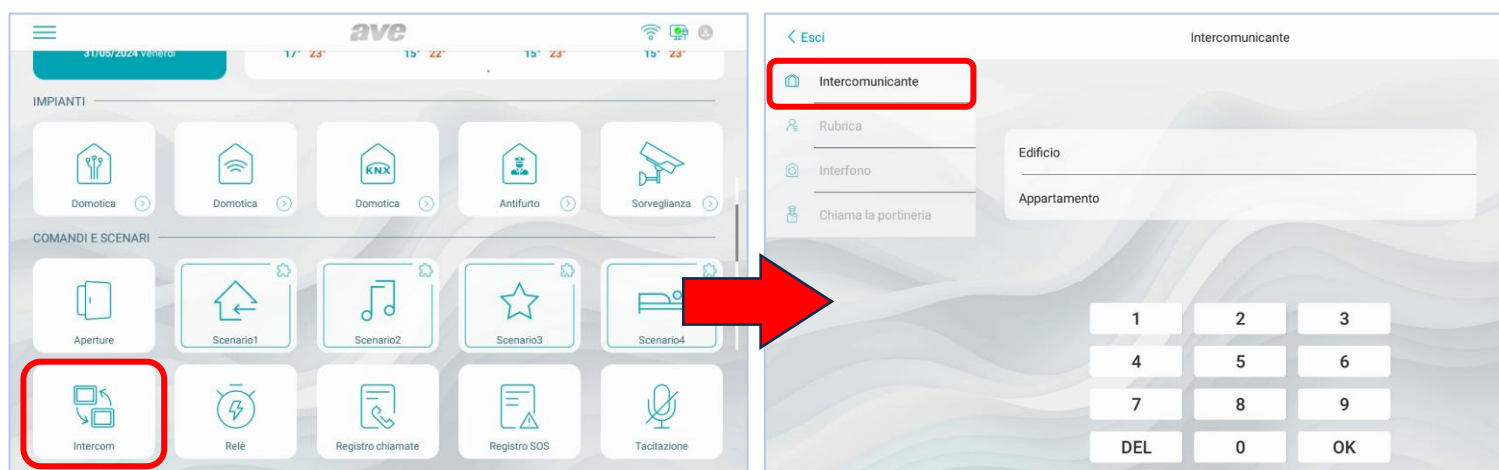 ave
31/05/2024 Venerdì
17° 23° 15° 22° 15° 23° 15° 23°
IMPIANTI
Domotica Domotica Domotica Antifurto Sorveglianza
KNX
COMANDI E SCENARI
Aperture Scenario1 Scenario2 Scenario3 Scenario4
Intercom Relè Registro chiamate Registro SOS Tacitazione
Esci
Intercomunicante
Intercomunicante
Rubrica
Interfono
Chiama la portineria
Edificio
Appartamento
1 2 3
4 5 6
7 8 9
DEL 0 OK